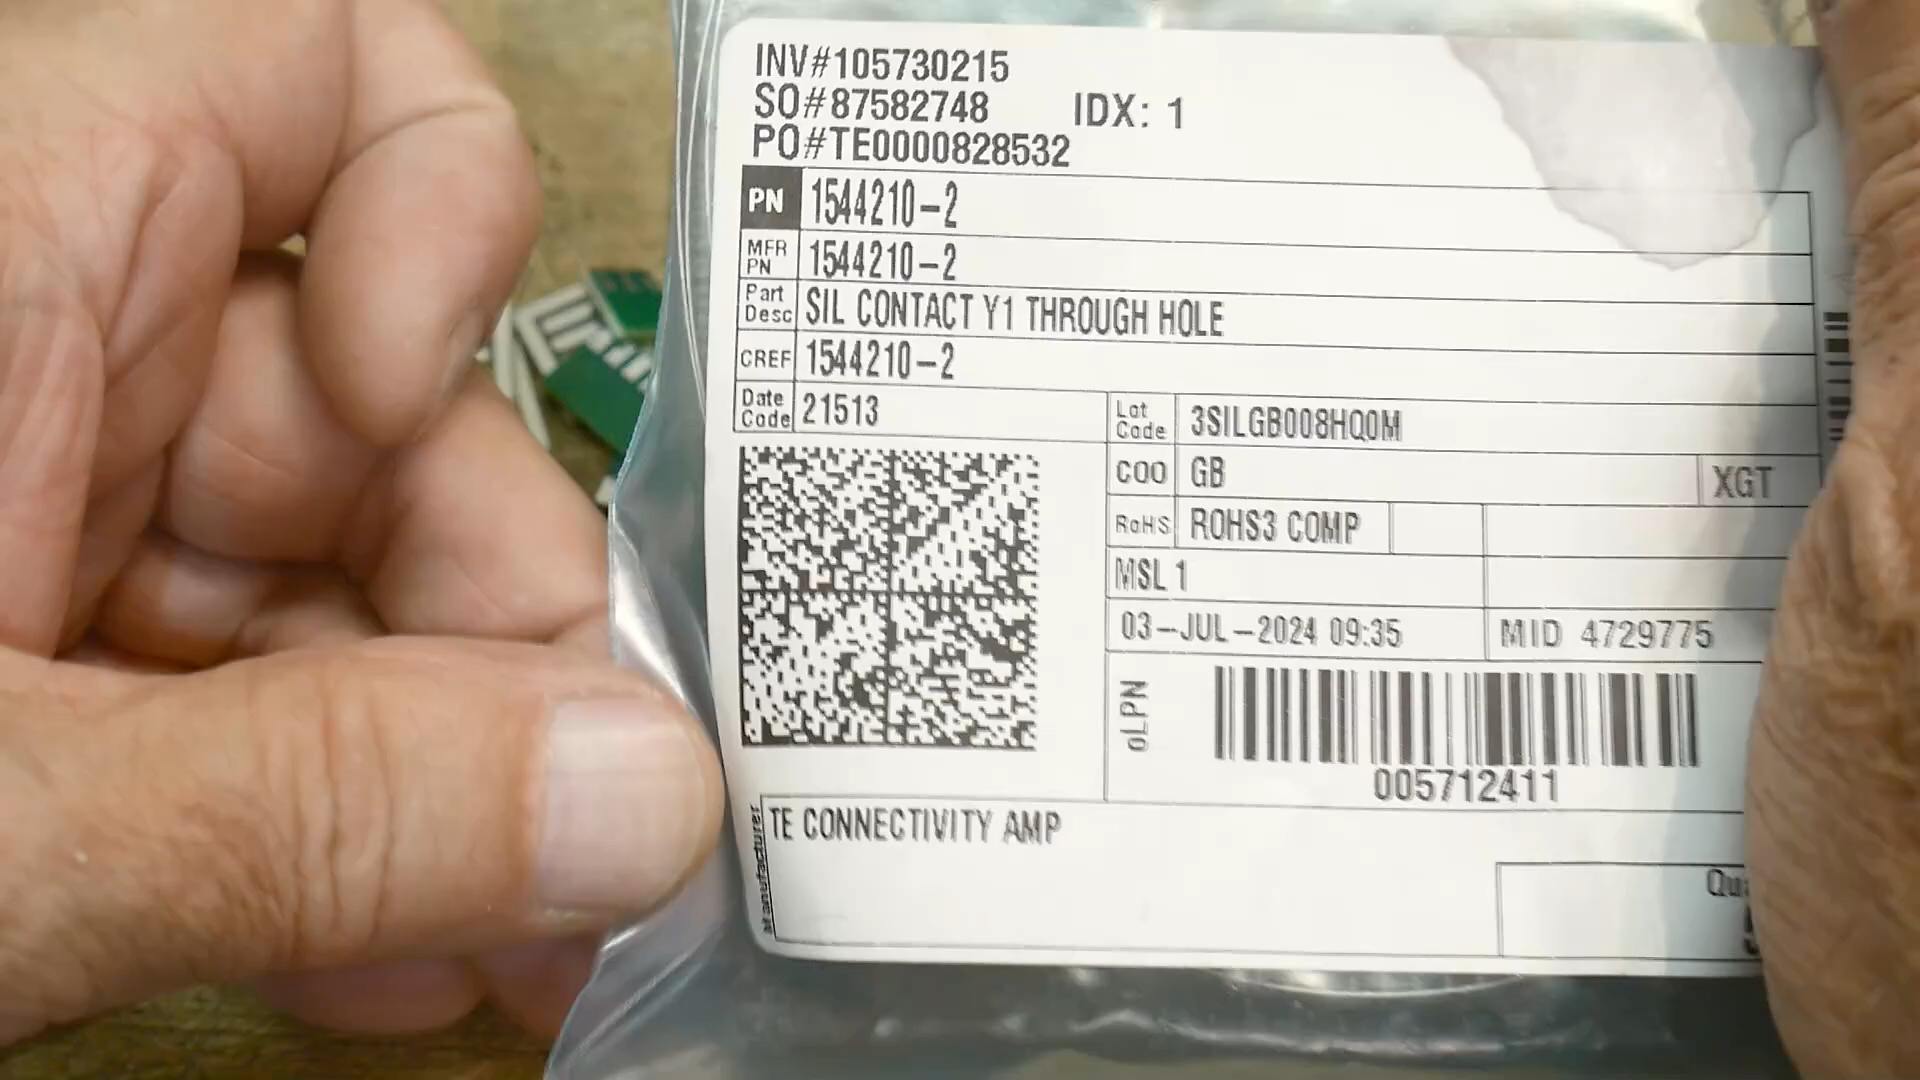 INV#105730215
SO#87582748 IDX: 1
PO#TE0000828532
PN 1544210-2
MFR PN 1544210-2
Part Desc SIL CONTACT Y1 THROUGH HOLE
CREF 1544210-2
Date Code 21513
Lot Code 3SILGB008HQ0M
COO GB XGT
RoHS ROHS3 COMP
MSL 1
03-JUL-2024 09:35 MID 4729775
oLPN
005712411
Manufacturer TE CONNECTIVITY AMP